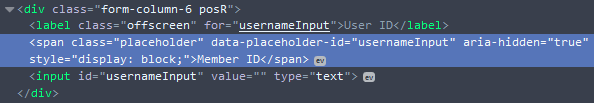 <div class="form-column-6 posR">
<label class="offscreen" for="usernameInput">User ID</label>
<span class="placeholder" data-placeholder-id="usernameInput" aria-hidden="true"
style="display: block;">Member ID</span> ev
<input id="usernameInput" value="" type="text"> ev
</div>